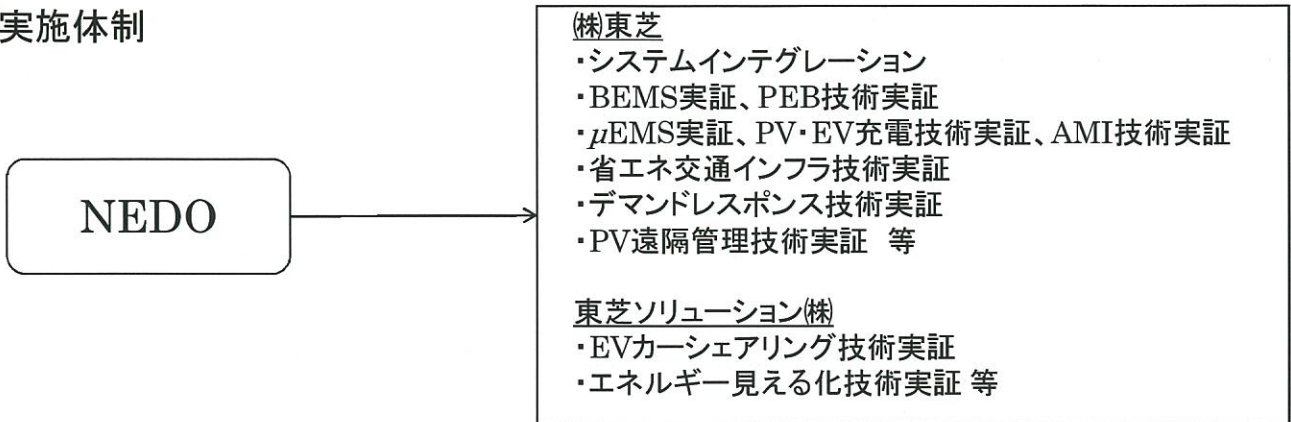 実施体制
NEDO
㈱東芝
・システムインテグレーション
・BEMS実証、PEB技術実証
・μEMS実証、PV・EV充電技術実証、AMI技術実証
・省エネ交通インフラ技術実証
・デマンドレスポンス技術実証
・PV遠隔管理技術実証 等
東芝ソリューション㈱
・EVカーシェアリング技術実証
・エネルギー見える化技術実証 等